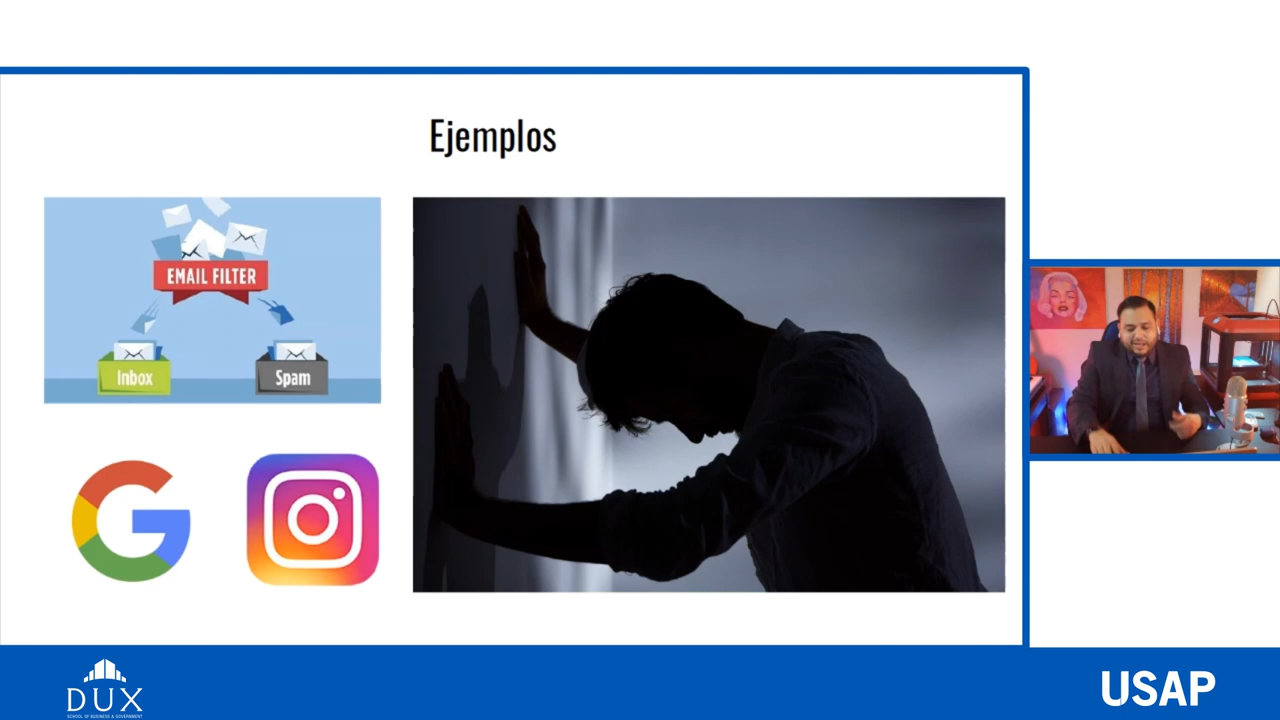 Ejemplos
EMAIL FILTER
Inbox
Spam
DUX
SCHOOL OF BUSINESS & GOVERNMENT
USAP